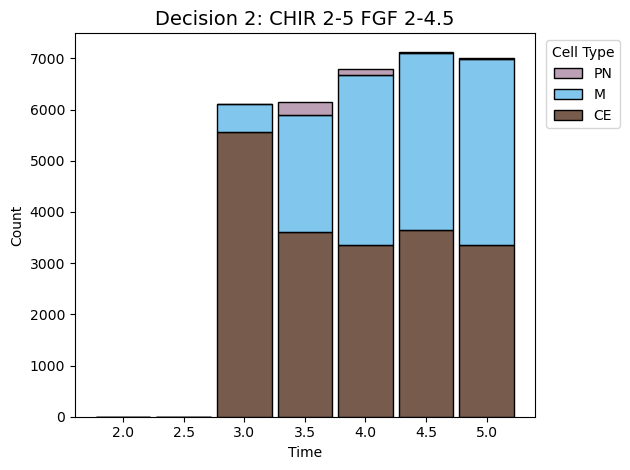 Decision 2: CHIR 2-5 FGF 2-4.5
Cell Type
PN
M
CE
Count
7000
6000
5000
4000
3000
2000
1000
0
2.0 2.5 3.0 3.5 4.0 4.5 5.0
Time